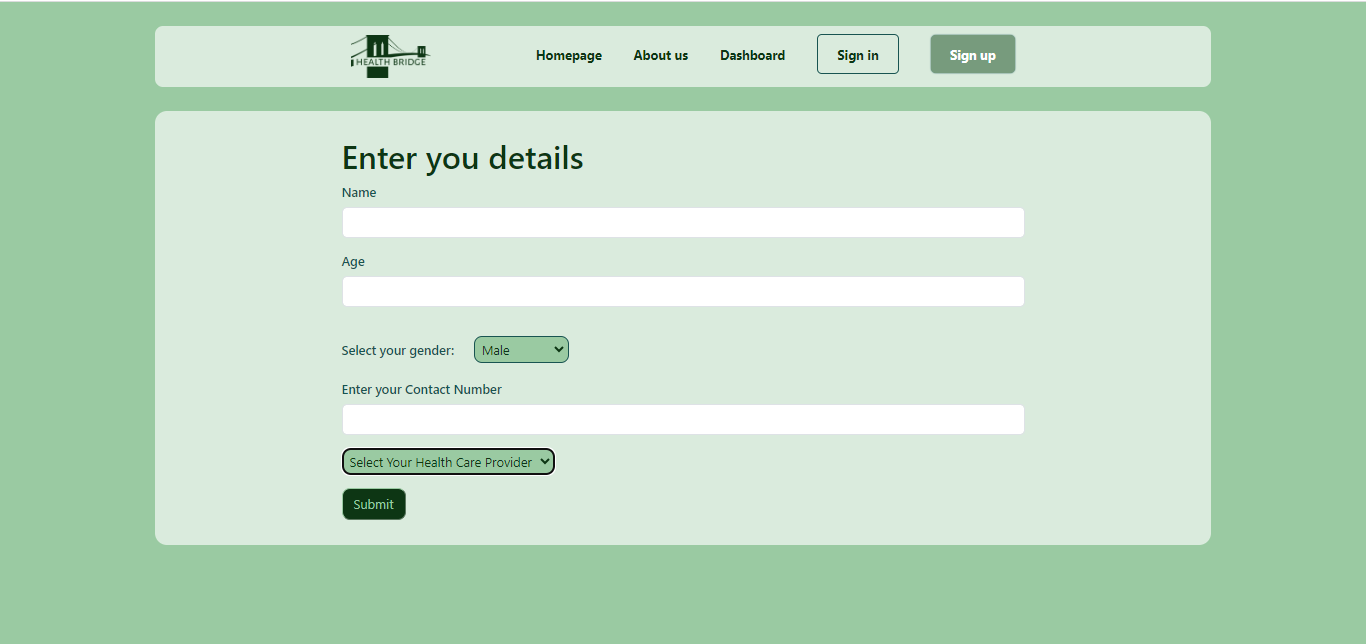 HEALTH BRIDGE
Homepage About us Dashboard Sign in Sign up
Enter you details
Name
Age
Select your gender: Male
Enter your Contact Number
Select Your Health Care Provider
Submit